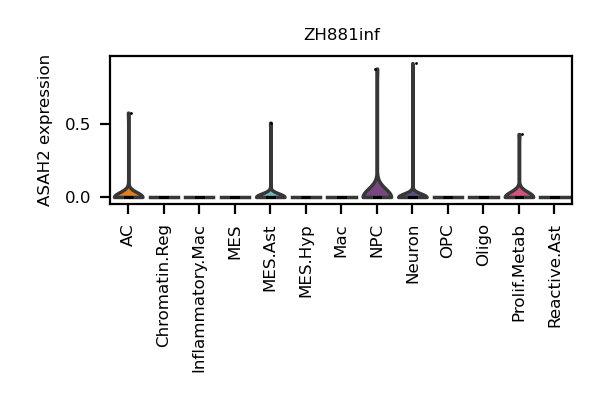 ZH881inf
ASAH2 expression
0.5
0.0
AC
Chromatin.Reg
Inflammatory.Mac
MES
MES.Ast
MES.Hyp
Mac
NPC
Neuron
OPC
Oligo
Prolif.Metab
Reactive.Ast